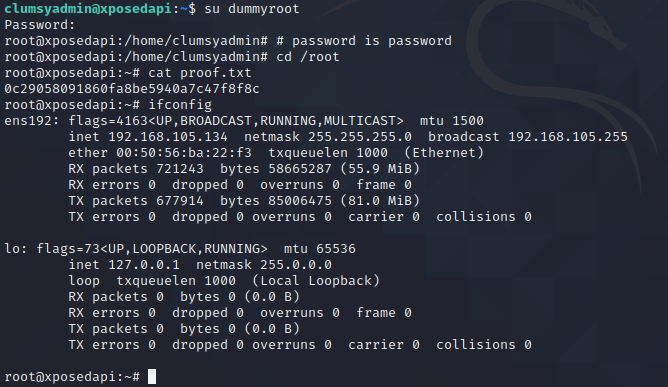 clumsyadmin@xposedapi:~$ su dummyroot
Password:
root@xposedapi:/home/clumsyadmin# # password is password
root@xposedapi:/home/clumsyadmin# cd /root
root@xposedapi:~# cat proof.txt
0c29058091860fa8be5940a7c47f8f8c
root@xposedapi:~# ifconfig
ens192: flags=4163<UP,BROADCAST,RUNNING,MULTICAST>  mtu 1500
        inet 192.168.105.134  netmask 255.255.255.0  broadcast 192.168.105.255
        ether 00:50:56:ba:22:f3  txqueuelen 1000  (Ethernet)
        RX packets 721243  bytes 58665287 (55.9 MiB)
        RX errors 0  dropped 0  overruns 0  frame 0
        TX packets 677914  bytes 85006475 (81.0 MiB)
        TX errors 0  dropped 0 overruns 0  carrier 0  collisions 0

lo: flags=73<UP,LOOPBACK,RUNNING>  mtu 65536
        inet 127.0.0.1  netmask 255.0.0.0
        loop  txqueuelen 1000  (Local Loopback)
        RX packets 0  bytes 0 (0.0 B)
        RX errors 0  dropped 0  overruns 0  frame 0
        TX packets 0  bytes 0 (0.0 B)
        TX errors 0  dropped 0 overruns 0  carrier 0  collisions 0

root@xposedapi:~#